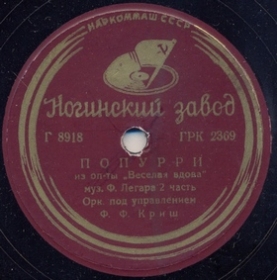 НАРКОММАШ СССР
Ногинский завод
Г 8918 ГРК 2369
ПОПУРРИ
из оп-ты „Веселая вдова"
муз. Ф. Легара 2 часть
Орк. под управлением
Ф. Ф. Криш